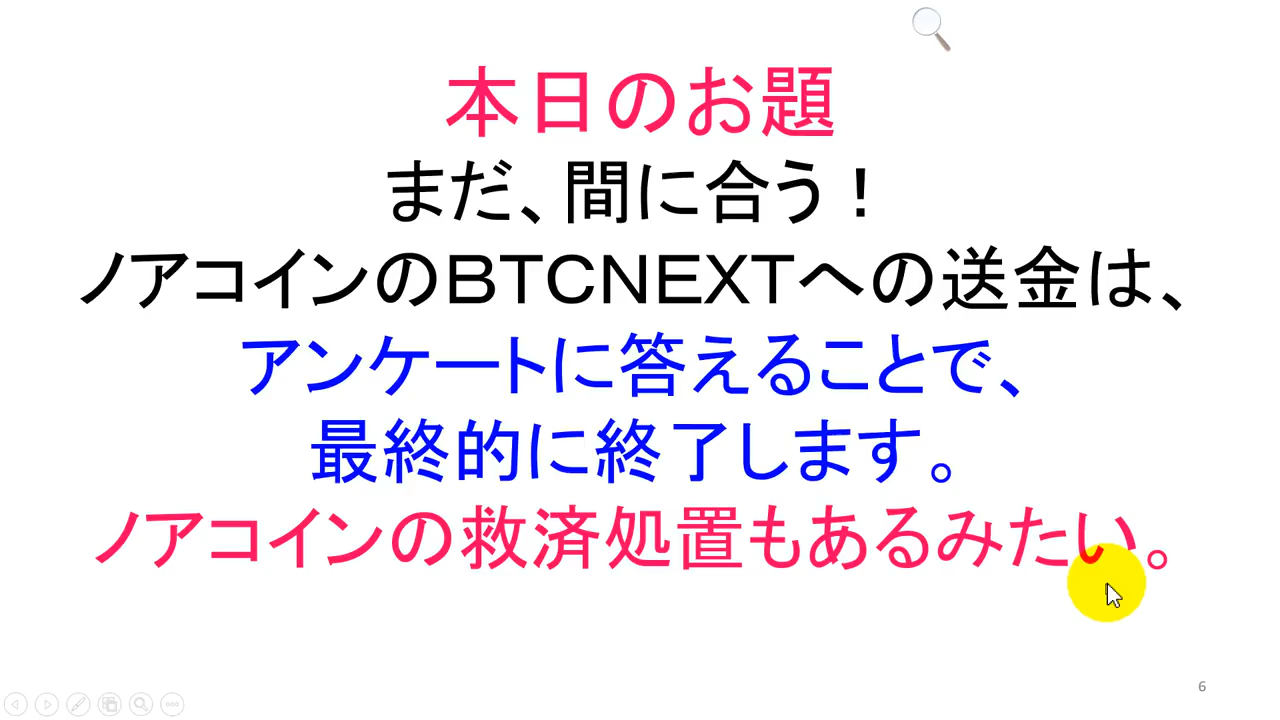 本日のお題
まだ、間に合う！
ノアコインのＢＴＣＮＥＸＴへの送金は、
アンケートに答えることで、
最終的に終了します。
ノアコインの救済処置もあるみたい。
6